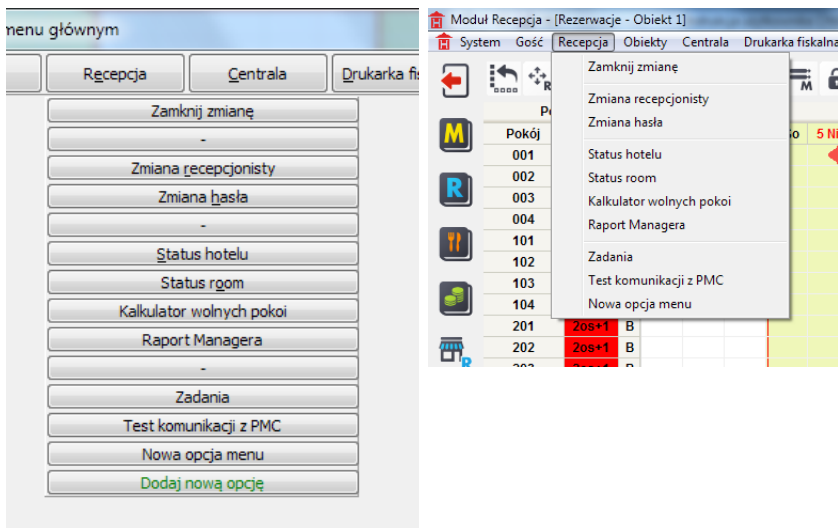 menu głównym
Recepcja Centrala Drukarka fi
Zamknij zmianę
-
Zmiana recepcjonisty
Zmiana hasła
-
Status hotelu
Status room
Kalkulator wolnych pokoi
Raport Managera
-
Zadania
Test komunikacji z PMC
Nowa opcja menu
Dodaj nową opcję
Moduł Recepcja - [Rezerwacje - Obiekt 1]
System Gość Recepcja Obiekty Centrala Drukarka fiskalna
Zamknij zmianę
Zmiana recepcjonisty
Zmiana hasła
Status hotelu
Status room
Kalkulator wolnych pokoi
Raport Managera
Zadania
Test komunikacji z PMC
Nowa opcja menu
R M
P
M Pokój o 5 Ni
001
002
R 003
004
101
102
103
104
201 2os+1 B
202 2os+1 B
R